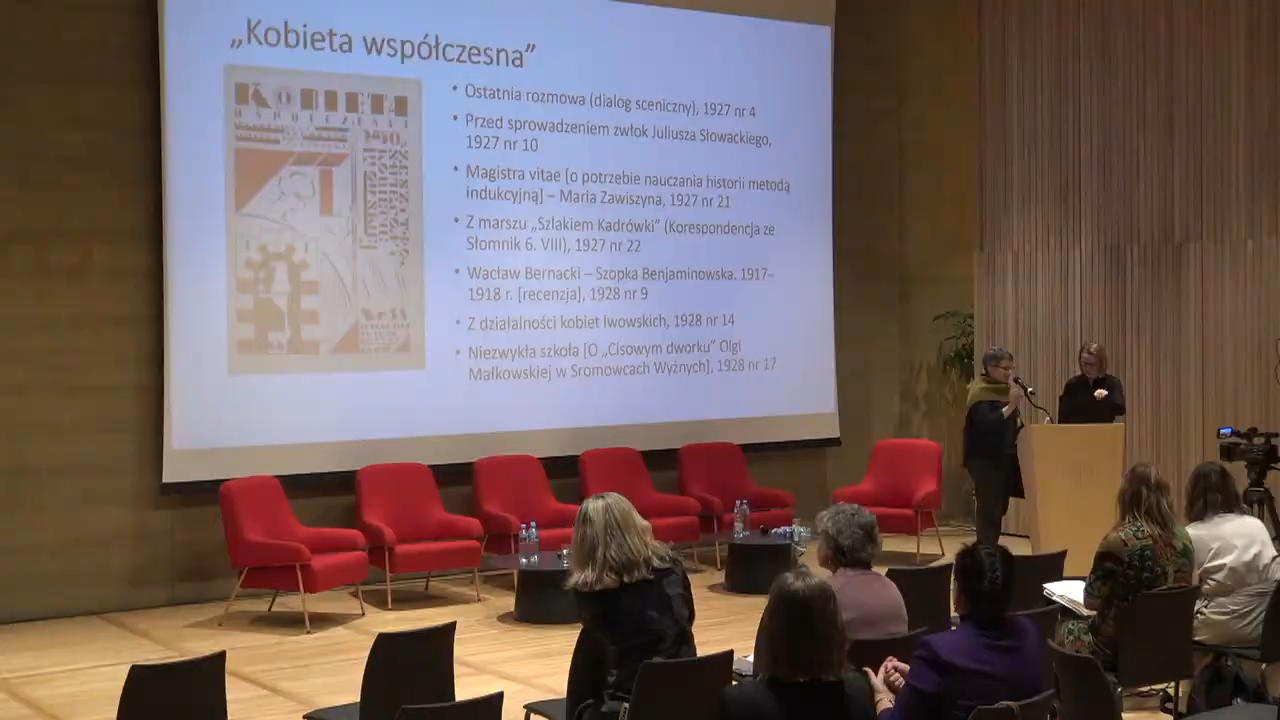 „Kobieta współczesna”
KOBIETA
WSPÓŁCZESNA
• Ostatnia rozmowa (dialog sceniczny), 1927 nr 4
• Przed sprowadzeniem zwłok Juliusza Słowackiego,
1927 nr 10
• Magistra vitae [o potrzebie nauczania historii metodą
indukcyjną] – Maria Zawiszyna, 1927 nr 21
• Z marszu „Szlakiem Kadrówki” (Korespondencja ze
Słomnik 6. VIII), 1927 nr 22
• Wacław Bernacki – Szopka Benjaminowska. 1917–
1918 r. [recenzja], 1928 nr 9
• Z działalności kobiet lwowskich, 1928 nr 14
• Niezwykła szkoła [O „Cisowym dworku” Olgi
Małkowskiej w Sromowcach Wyżnych], 1928 nr 17